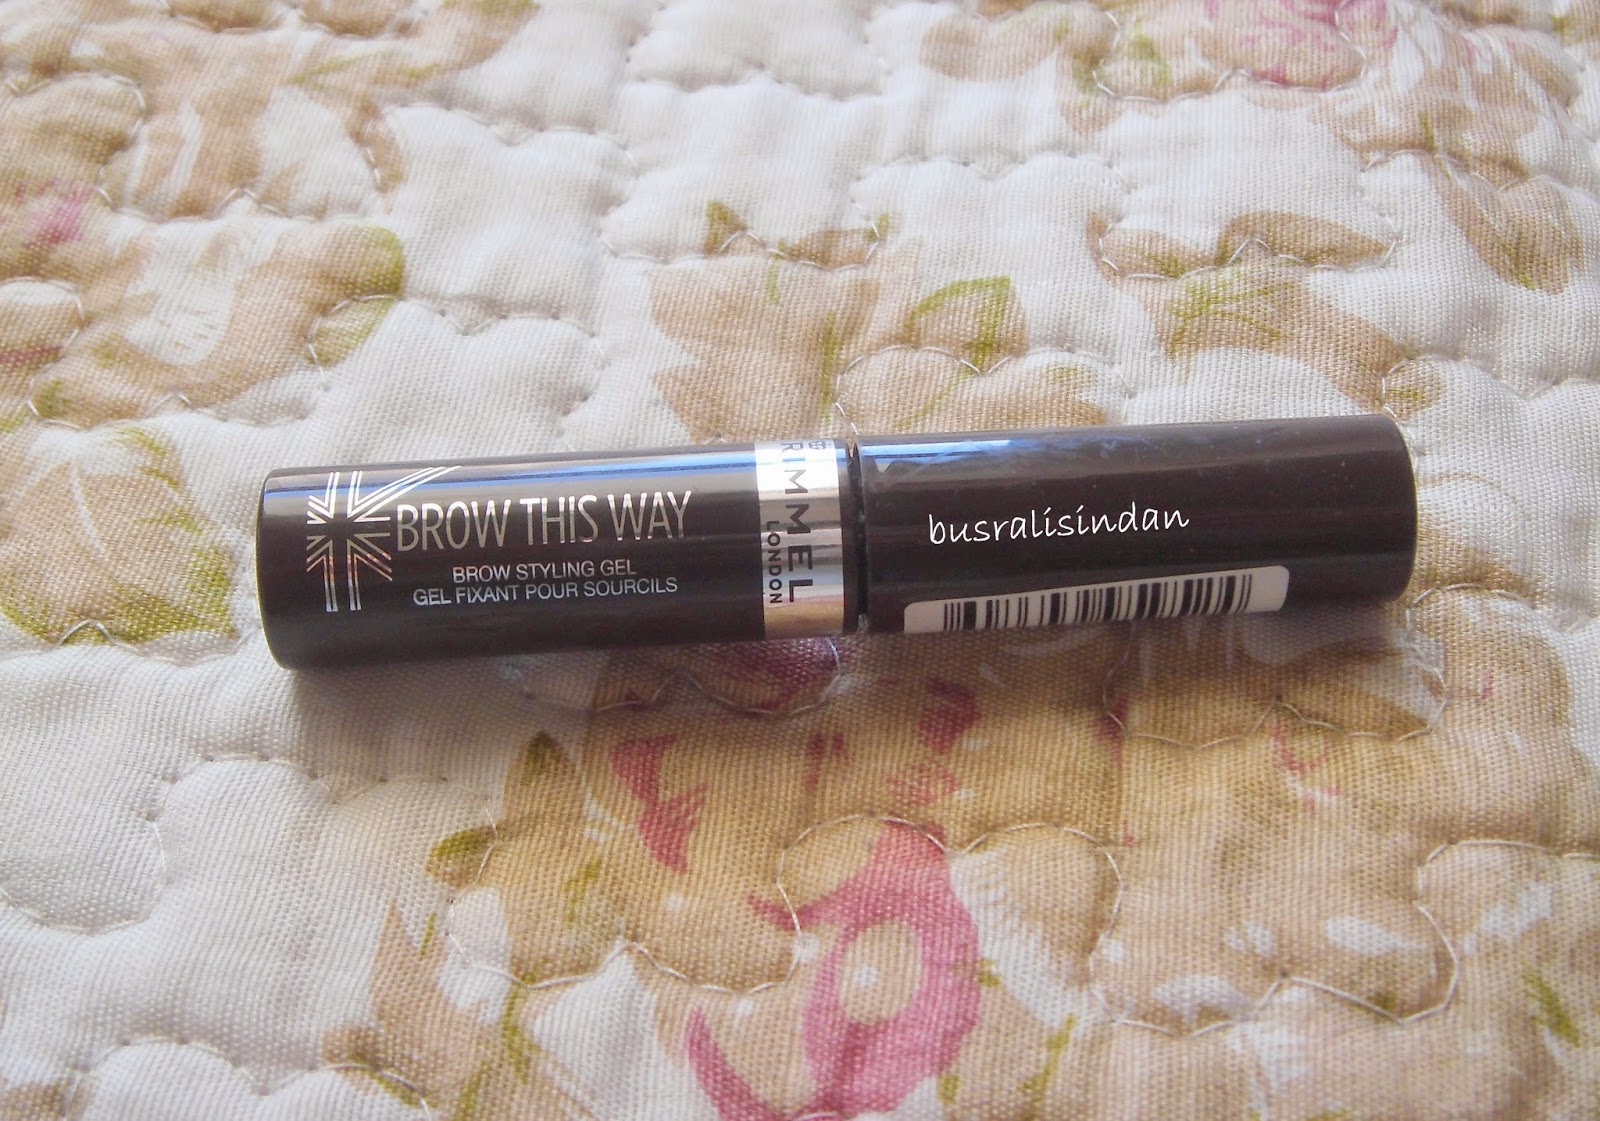 BROW THIS WAY
BROW STYLING GEL
GEL FIXANT POUR SOURCILS
RIMMEL
LONDON
busralisindan